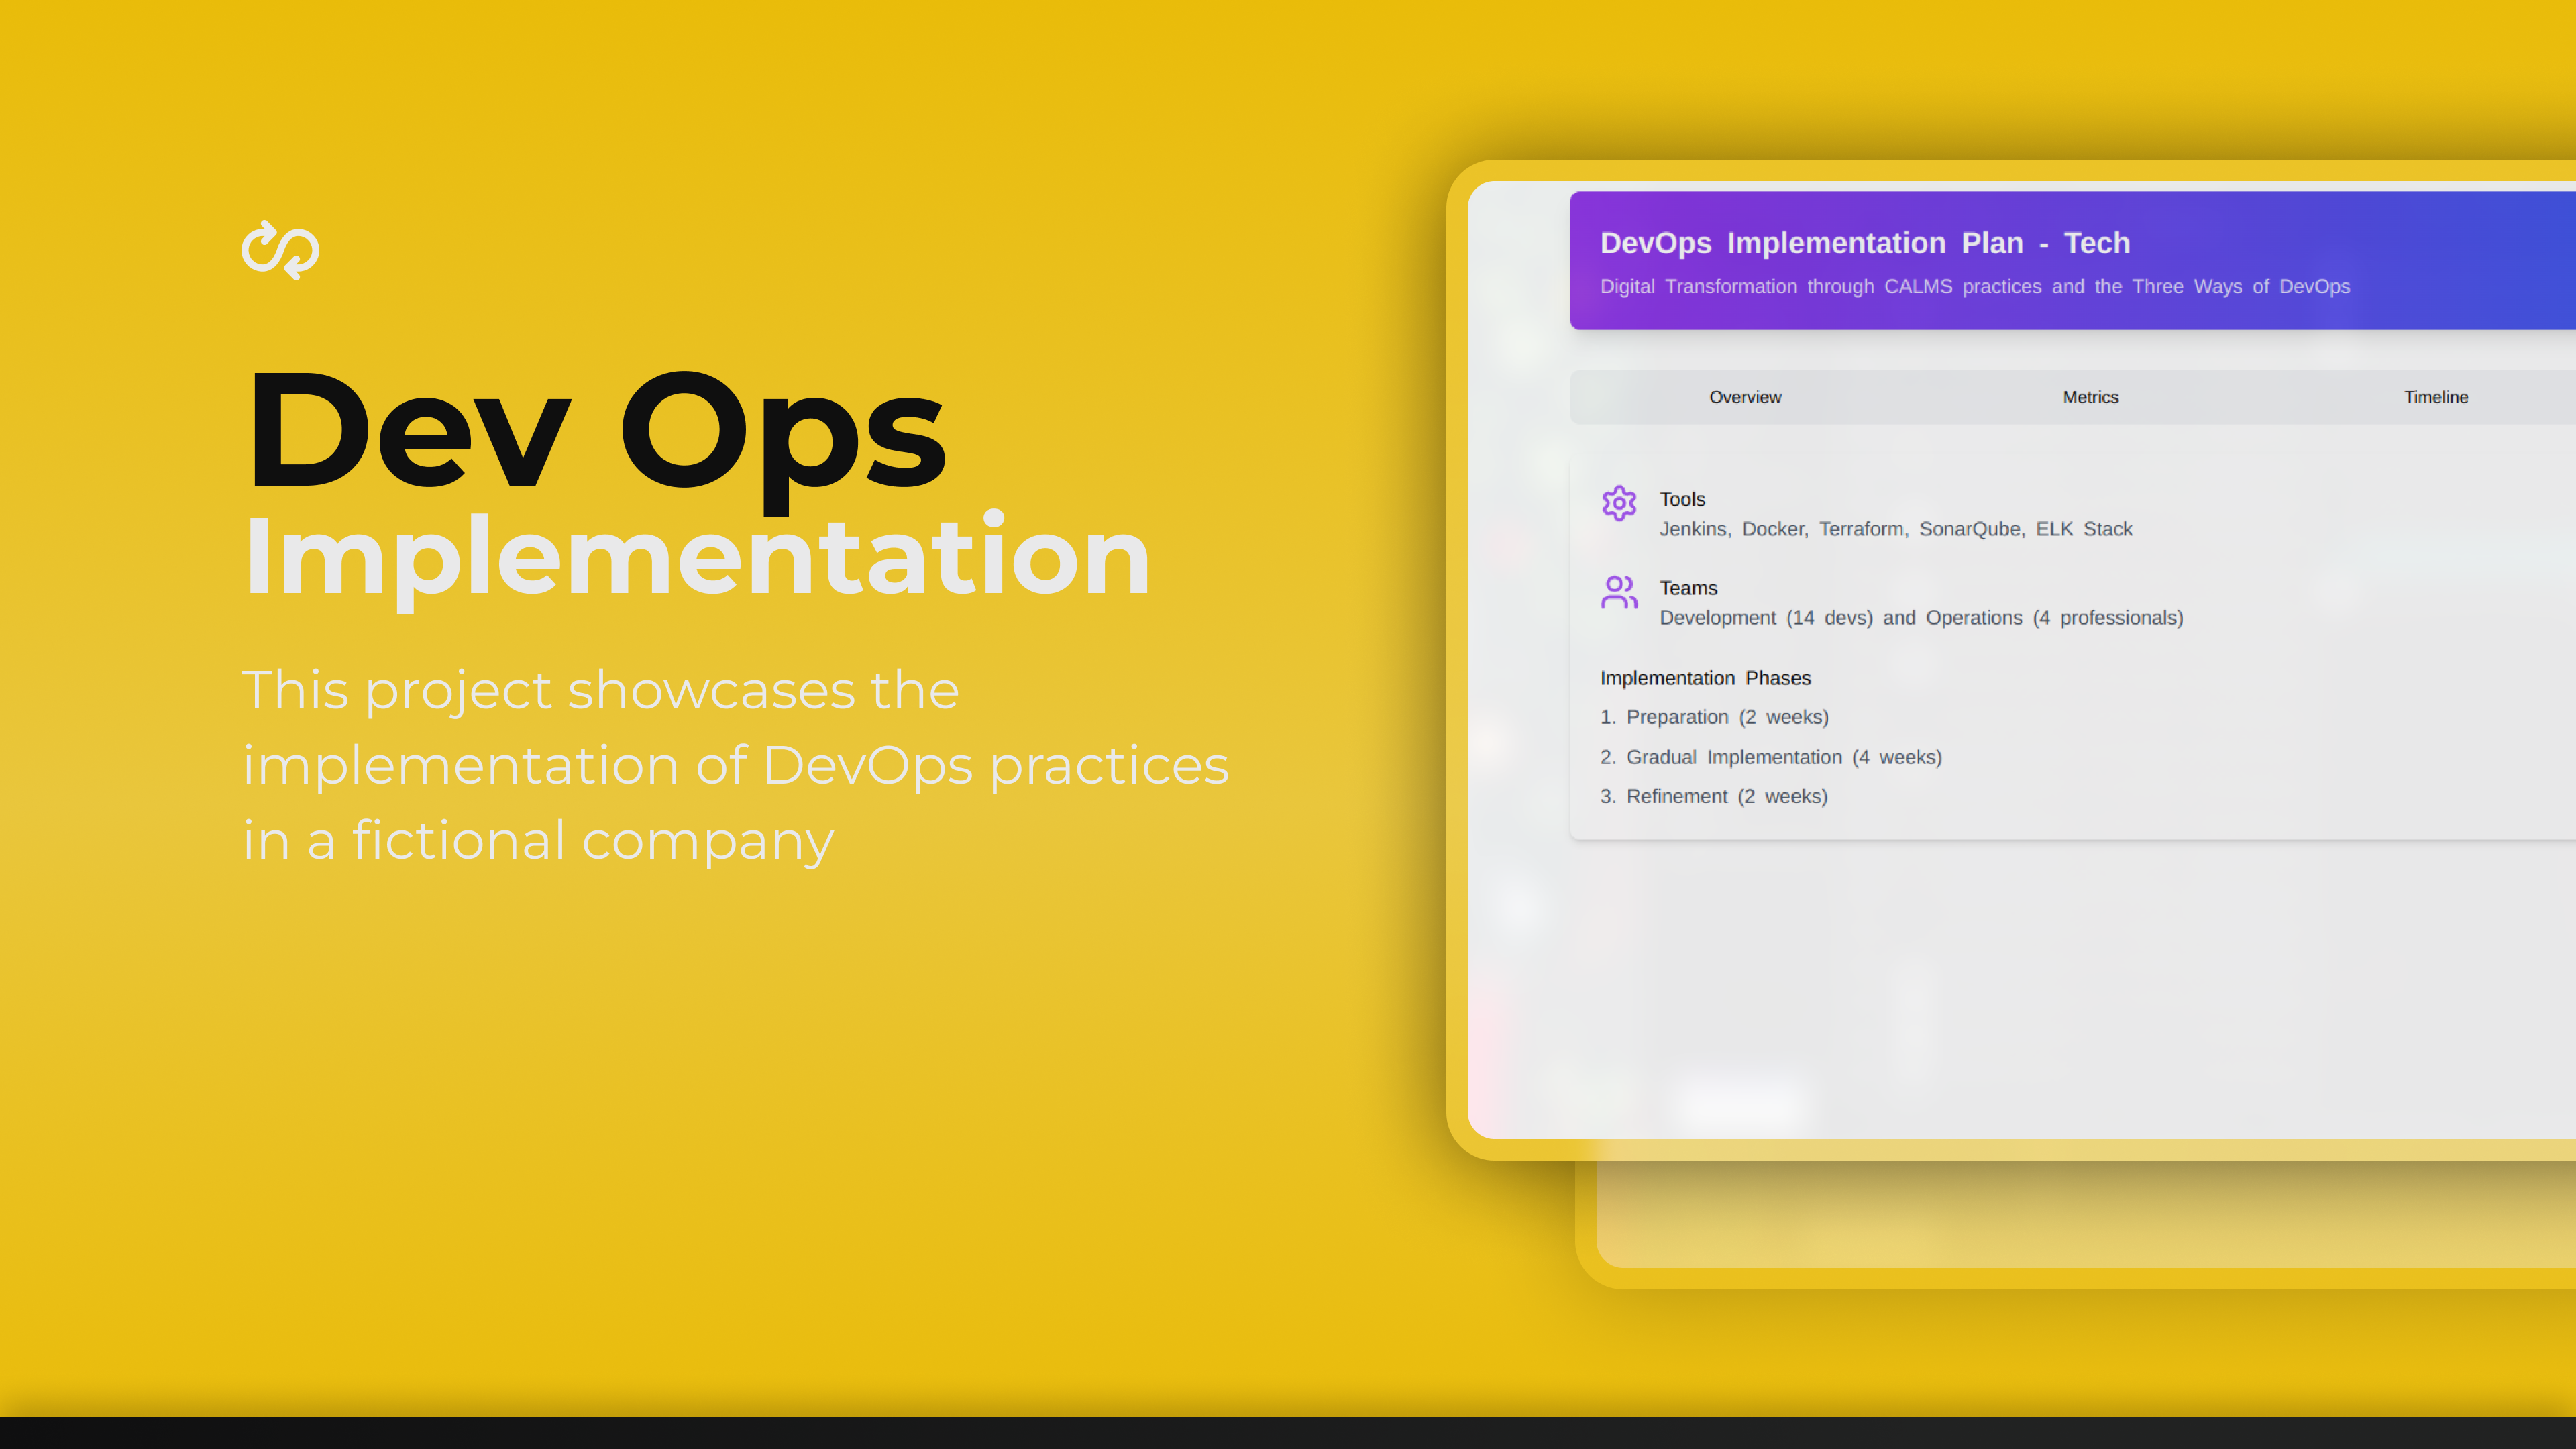 Dev Ops
Implementation
This project showcases the
implementation of DevOps practices
in a fictional company
DevOps Implementation Plan - Tech
Digital Transformation through CALMS practices and the Three Ways of DevOps
Overview Metrics Timeline
Tools
Jenkins, Docker, Terraform, SonarQube, ELK Stack
Teams
Development (14 devs) and Operations (4 professionals)
Implementation Phases
1. Preparation (2 weeks)
2. Gradual Implementation (4 weeks)
3. Refinement (2 weeks)